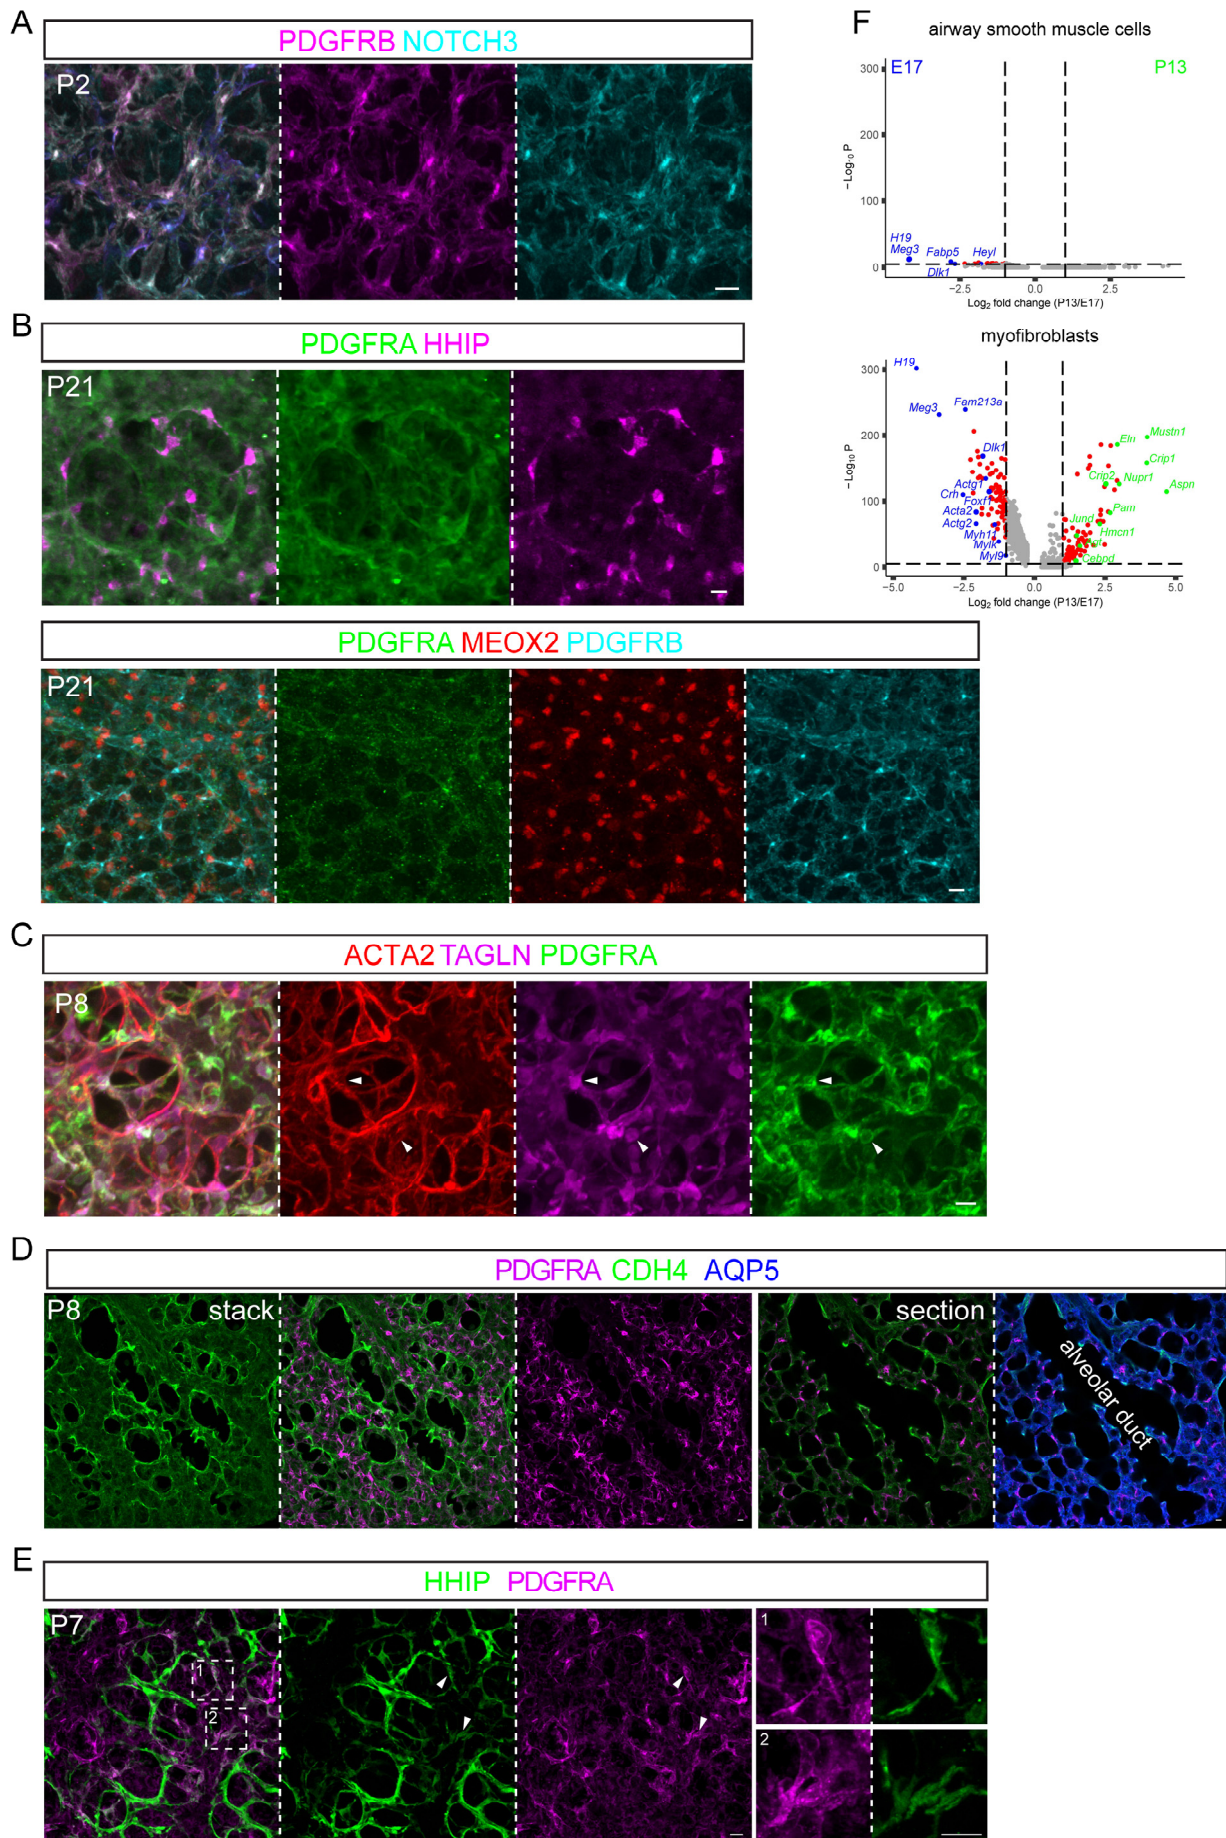 A
PDGFRB NOTCH3
P2
B
PDGFRA HHIP
P21
PDGFRA MEOX2 PDGFRB
P21
C
ACTA2 TAGLN PDGFRA
P8
D
PDGFRA CDH4 AQP5
P8
stack
section
alveolar duct
E
HHIP PDGFRA
P7
1
2
1
2
F
airway smooth muscle cells
E17
P13
300
200
100
0
−Log10 P
H19
Meg3
Fabp5
Dlk1
Heyl
−2.5
0.0
2.5
Log2 fold change (P13/E17)
myofibroblasts
300
200
100
0
−Log10 P
H19
Meg3
Fam213a
Dlk1
Actg1
Crh
Foxf1
Acta2
Actg2
Myh11
Mylk
Myl9
Eln
Mustn1
Crip1
Crip2
Nupr1
Aspn
Pam
Jund
Hmcn1
Cebpd
−5.0
−2.5
0.0
2.5
5.0
Log2 fold change (P13/E17)